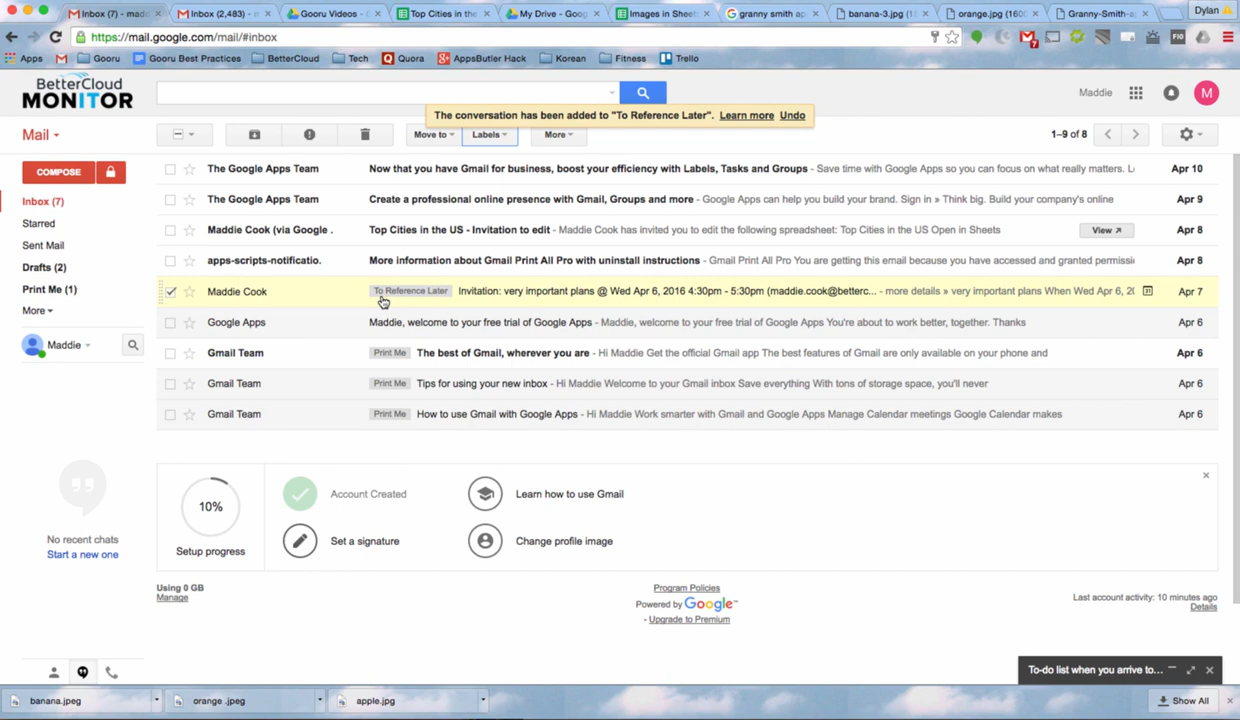 Inbox (7) - mad
Inbox (2,483) -
Gooru Videos -
Top Cities in the
My Drive - Goog
Images in Sheet
granny smith ap
banana-3.jpg (1
orange.jpg (1600
Granny-Smith-ap
Dylan
https://mail.google.com/mail/#inbox
Apps
Gooru
Gooru Best Practices
BetterCloud
Tech
Quora
AppsButler Hack
Korean
Fitness
Trello
BetterCloud
MONITOR
Maddie
M
The conversation has been added to "To Reference Later". Learn more Undo
Mail
Move to
Labels
More
1–9 of 8
COMPOSE
Inbox (7)
Starred
Sent Mail
Drafts (2)
Print Me (1)
More
Maddie
The Google Apps Team Now that you have Gmail for business, boost your efficiency with Labels, Tasks and Groups - Save time with Google Apps so you can focus on what really matters. Apr 10
The Google Apps Team Create a professional online presence with Gmail, Groups and more - Google Apps can help you build your brand. Sign in » Think big. Build your company's online Apr 9
Maddie Cook (via Google . Top Cities in the US - Invitation to edit - Maddie Cook has invited you to edit the following spreadsheet: Top Cities in the US Open in Sheets View Apr 8
apps-scripts-notificatio. More information about Gmail Print All Pro with uninstall instructions - Gmail Print All Pro You are getting this email because you have accessed and granted permissi Apr 8
Maddie Cook To Reference Later Invitation: very important plans @ Wed Apr 6, 2016 4:30pm - 5:30pm (maddie.cook@betterc... - more details » very important plans When Wed Apr 6, 20 31 Apr 7
Google Apps Maddie, welcome to your free trial of Google Apps - Maddie, welcome to your free trial of Google Apps You're about to work better, together. Thanks Apr 6
Gmail Team Print Me The best of Gmail, wherever you are - Hi Maddie Get the official Gmail app The best features of Gmail are only available on your phone and Apr 6
Gmail Team Print Me Tips for using your new inbox - Hi Maddie Welcome to your Gmail inbox Save everything With tons of storage space, you'll never Apr 6
Gmail Team Print Me How to use Gmail with Google Apps - Hi Maddie Work smarter with Gmail and Google Apps Manage Calendar meetings Google Calendar makes Apr 6
10%
Setup progress
Account Created
Learn how to use Gmail
Set a signature
Change profile image
No recent chats
Start a new one
Using 0 GB
Manage
Program Policies
Powered by Google™
- Upgrade to Premium
Last account activity: 10 minutes ago
Details
To-do list when you arrive to...
banana.jpeg
orange .jpeg
apple.jpg
Show All